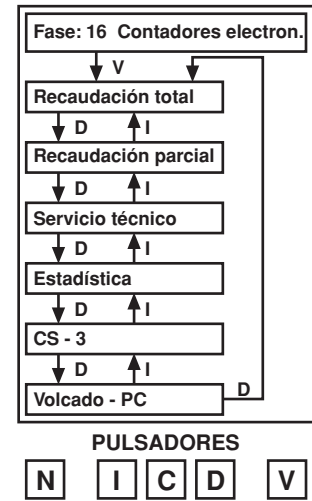 Fase: 16 Contadores electron.
V
Recaudación total
D I
Recaudación parcial
D I
Servicio técnico
D I
Estadística
D I
CS - 3
D I
Volcado - PC D
PULSADORES
N I C D V